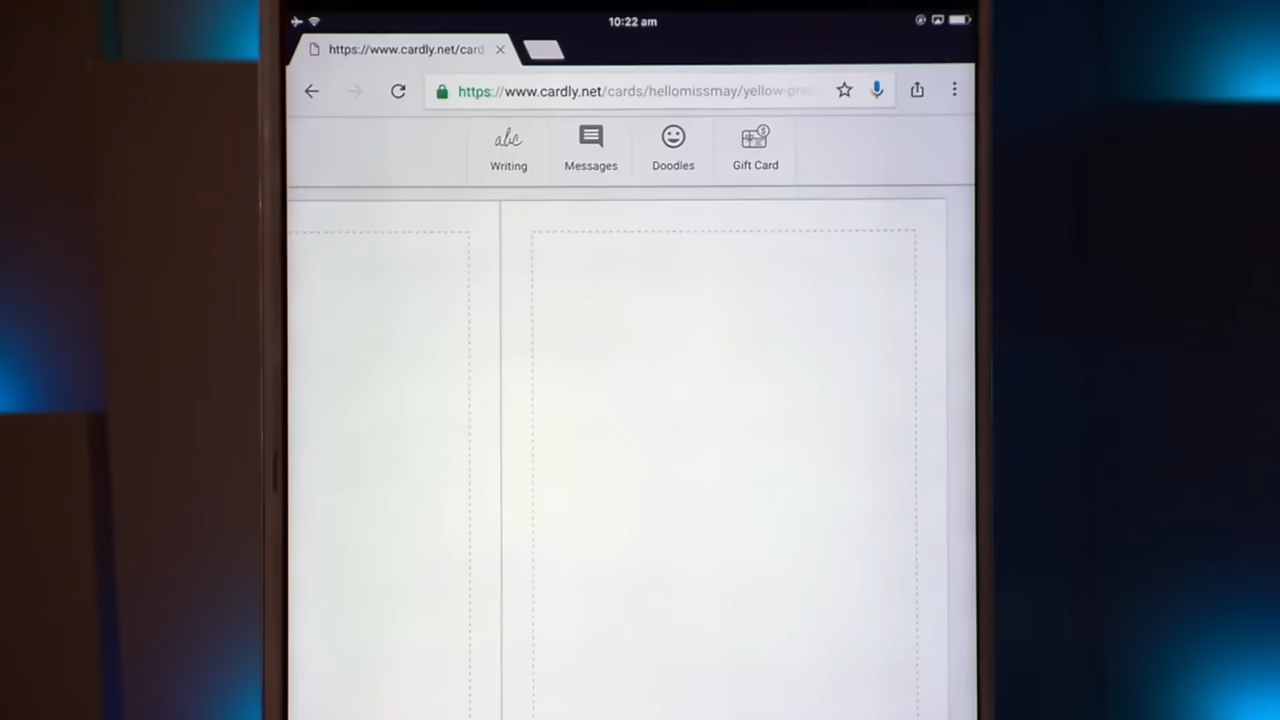 10:22 am
https://www.cardly.net/card
https://www.cardly.net/cards/hellomissmay/yellow-pres
abc
Writing
Messages
Doodles
$
Gift Card